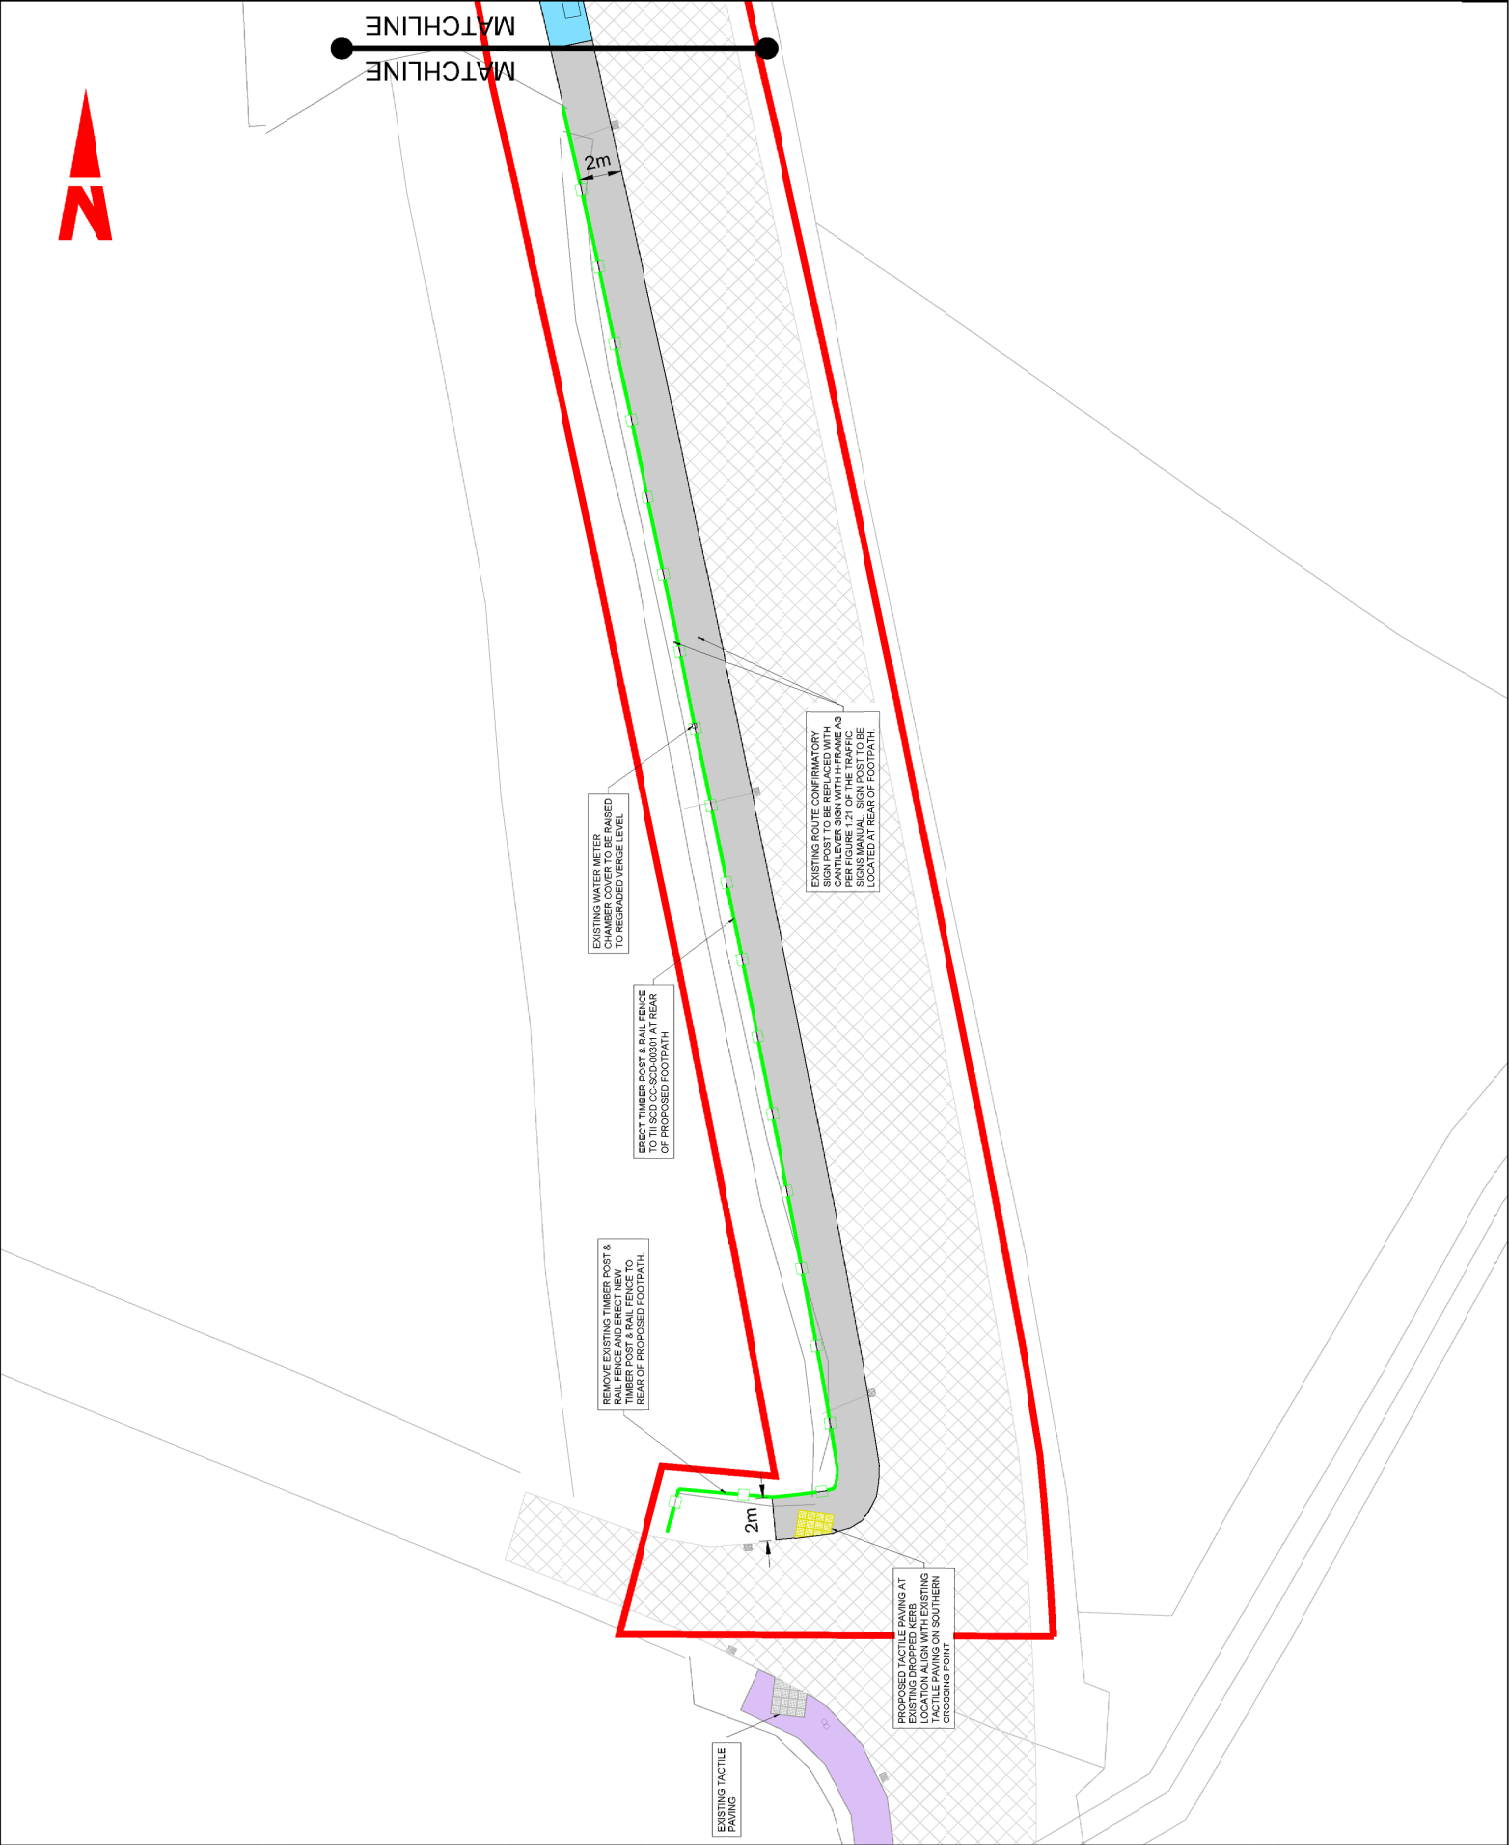 MATCHLINE
MATCHLINE
N
2m
EXISTING ROUTE CONFIRMATORY
SIGN POST TO BE REPLACED WITH
CANTILEVER SIGN WITH H-FRAME AS
PER FIGURE 1.21 OF THE TRAFFIC
SIGNS MANUAL. SIGN POST TO BE
LOCATED AT REAR OF FOOTPATH.
EXISTING WATER METER
CHAMBER COVER TO BE RAISED
TO REGRADED VERGE LEVEL
ERECT TIMBER POST & RAIL FENCE
TO TII SCD CC-SCD-00301 AT REAR
OF PROPOSED FOOTPATH
REMOVE EXISTING TIMBER POST &
RAIL FENCE AND ERECT NEW
TIMBER POST & RAIL FENCE TO
REAR OF PROPOSED FOOTPATH.
2m
PROPOSED TACTILE PAVING AT
EXISTING DROPPED KERB
LOCATION ALIGN WITH EXISTING
TACTILE PAVING ON SOUTHERN
CROSSING POINT
EXISTING TACTILE
PAVING